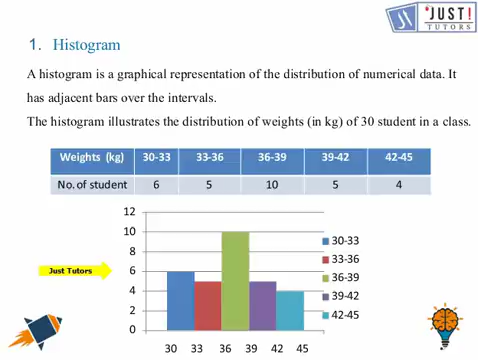 'JUST!
TUTORS
1. Histogram
A histogram is a graphical representation of the distribution of numerical data. It
has adjacent bars over the intervals.
The histogram illustrates the distribution of weights (in kg) of 30 student in a class.
Weights (kg) 30-33 33-36 36-39 39-42 42-45
No. of student 6 5 10 5 4
12
10
8
6
4
2
0
30 33 36 39 42 45
30-33
33-36
36-39
39-42
42-45
Just Tutors